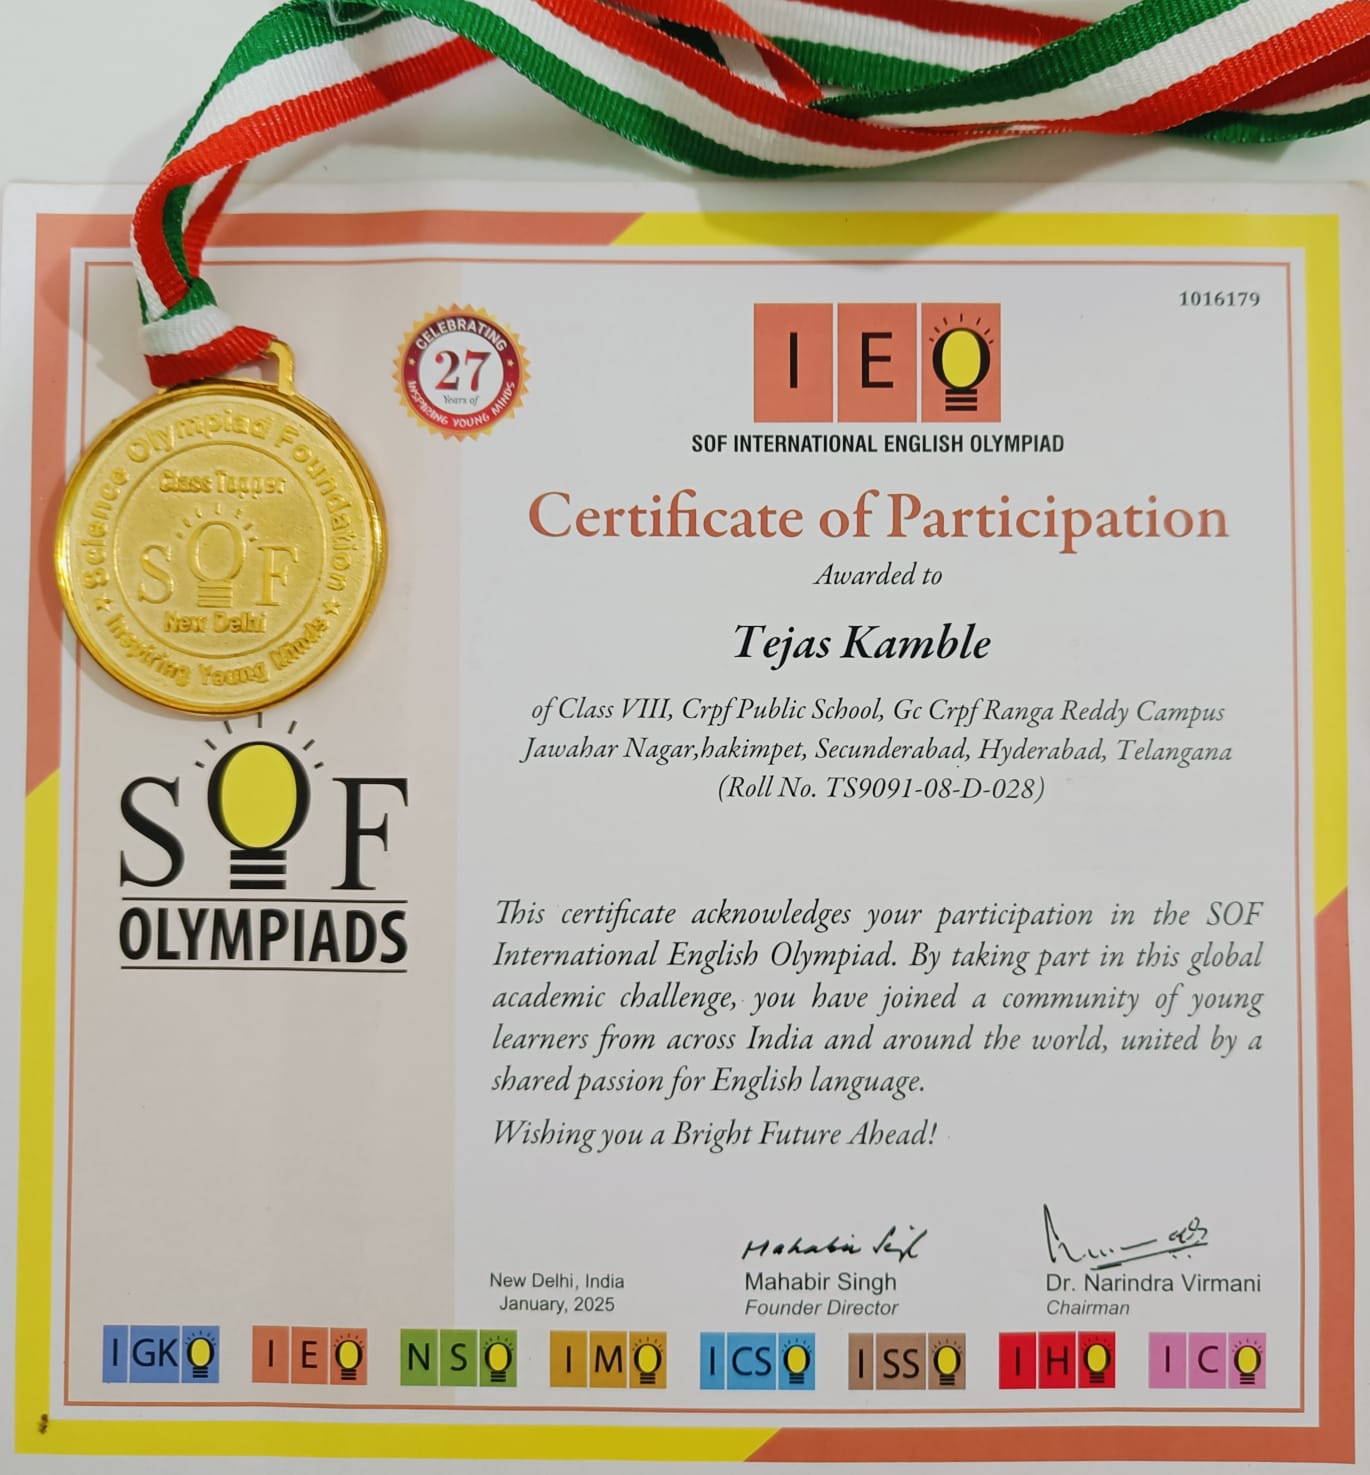 1016179
CELEBRATING
27
Years of
INSPIRING YOUNG MINDS
IEO
SOF INTERNATIONAL ENGLISH OLYMPIAD
Science Olympiad Foundation
Class Topper
SOF
New Delhi
Inspiring Young Minds
Certificate of Participation
Awarded to
Tejas Kamble
of Class VIII, Crpf Public School, Gc Crpf Ranga Reddy Campus
Jawahar Nagar,hakimpet, Secunderabad, Hyderabad, Telangana
(Roll No. TS9091-08-D-028)
SOF
OLYMPIADS
This certificate acknowledges your participation in the SOF
International English Olympiad. By taking part in this global
academic challenge, you have joined a community of young
learners from across India and around the world, united by a
shared passion for English language.
Wishing you a Bright Future Ahead!
Mahabir Singh
New Delhi, India
January, 2025
Mahabir Singh
Founder Director
Dr. Narindra Virmani
Chairman
IGKO IEO NSO IMO ICSO ISSO IHO ICO